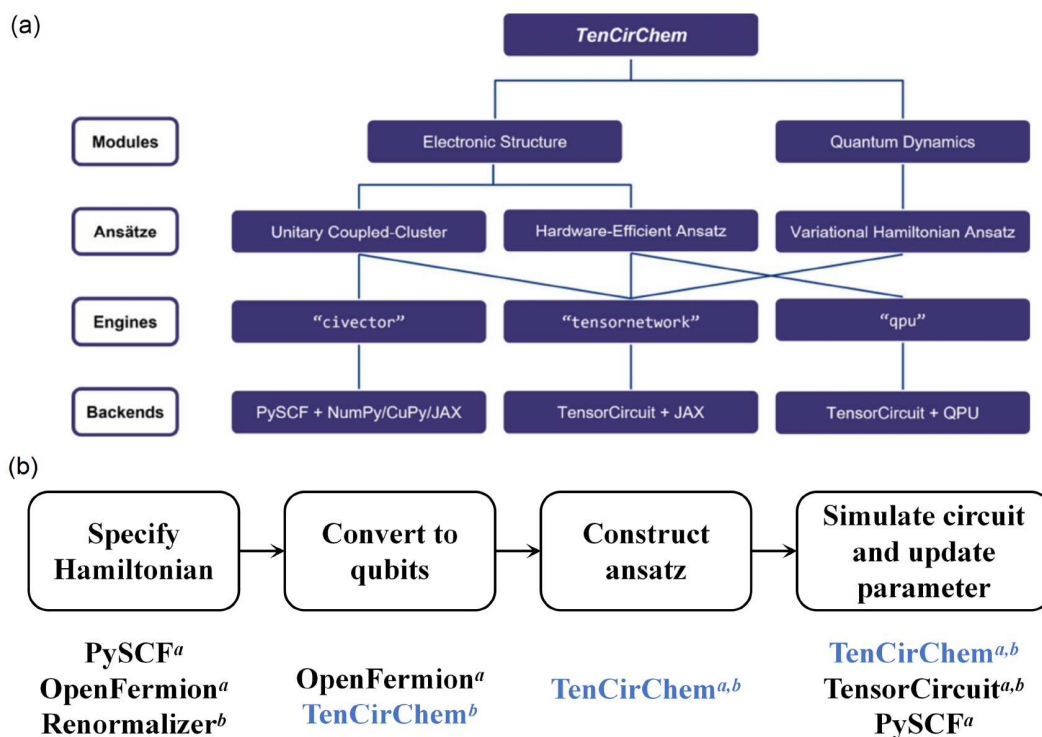 (a)
TenCirChem
Modules
Electronic Structure
Quantum Dynamics
Ansätze
Unitary Coupled-Cluster
Hardware-Efficient Ansatz
Variational Hamiltonian Ansatz
Engines
“civector”
“tensornetwork”
“qpu”
Backends
PySCF + NumPy/CuPy/JAX
TensorCircuit + JAX
TensorCircuit + QPU
(b)
Specify
Hamiltonian
Convert to
qubits
Construct
ansatz
Simulate circuit
and update
parameter
PySCFᵃ
OpenFermionᵃ
Renormalizerᵇ
OpenFermionᵃ
TenCirChemᵇ
TenCirChemᵃ,ᵇ
TenCirChemᵃ,ᵇ
TensorCircuitᵃ,ᵇ
PySCFᵃ